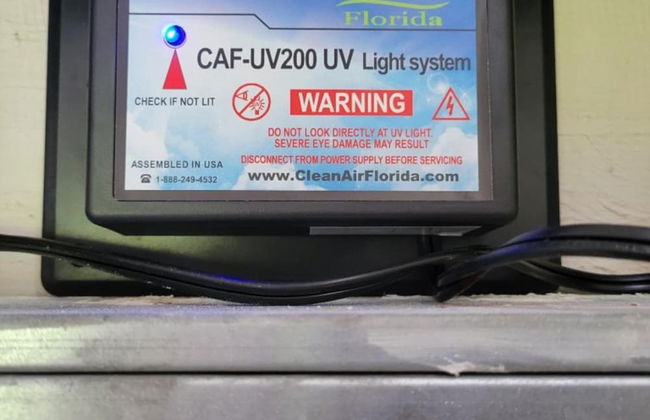 Florida
CAF-UV200 UV Light system
CHECK IF NOT LIT
WARNING
DO NOT LOOK DIRECTLY AT UV LIGHT.
SEVERE EYE DAMAGE MAY RESULT
DISCONNECT FROM POWER SUPPLY BEFORE SERVICING
ASSEMBLED IN USA
☎ 1-888-249-4532
www.CleanAirFlorida.com